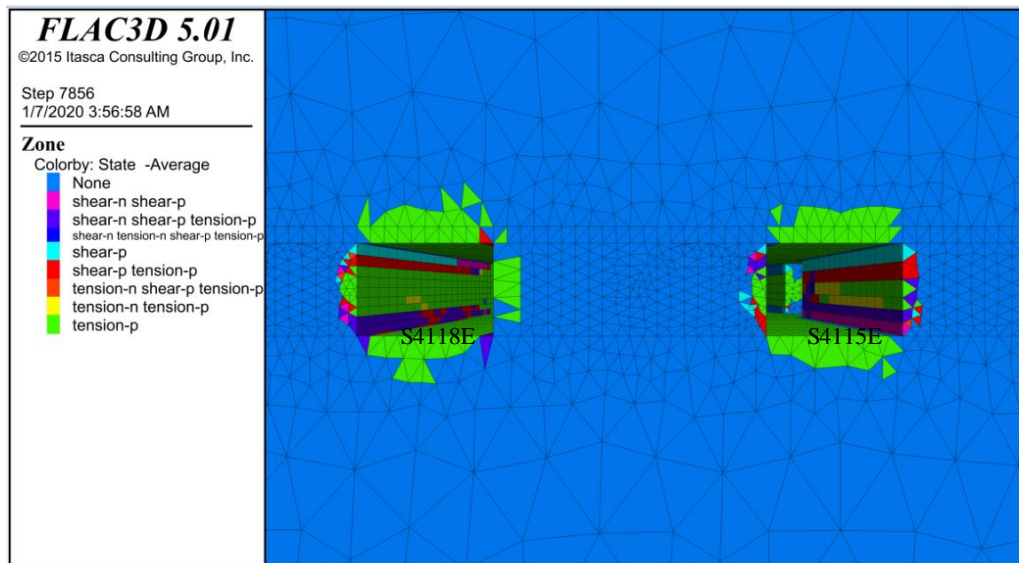 FLAC3D 5.01
©2015 Itasca Consulting Group, Inc.
Step 7856
1/7/2020 3:56:58 AM
Zone
Colorby: State -Average
None
shear-n shear-p
shear-n shear-p tension-p
shear-n tension-n shear-p tension-p
shear-p
shear-p tension-p
tension-n shear-p tension-p
tension-n tension-p
tension-p
S4118E
S4115E